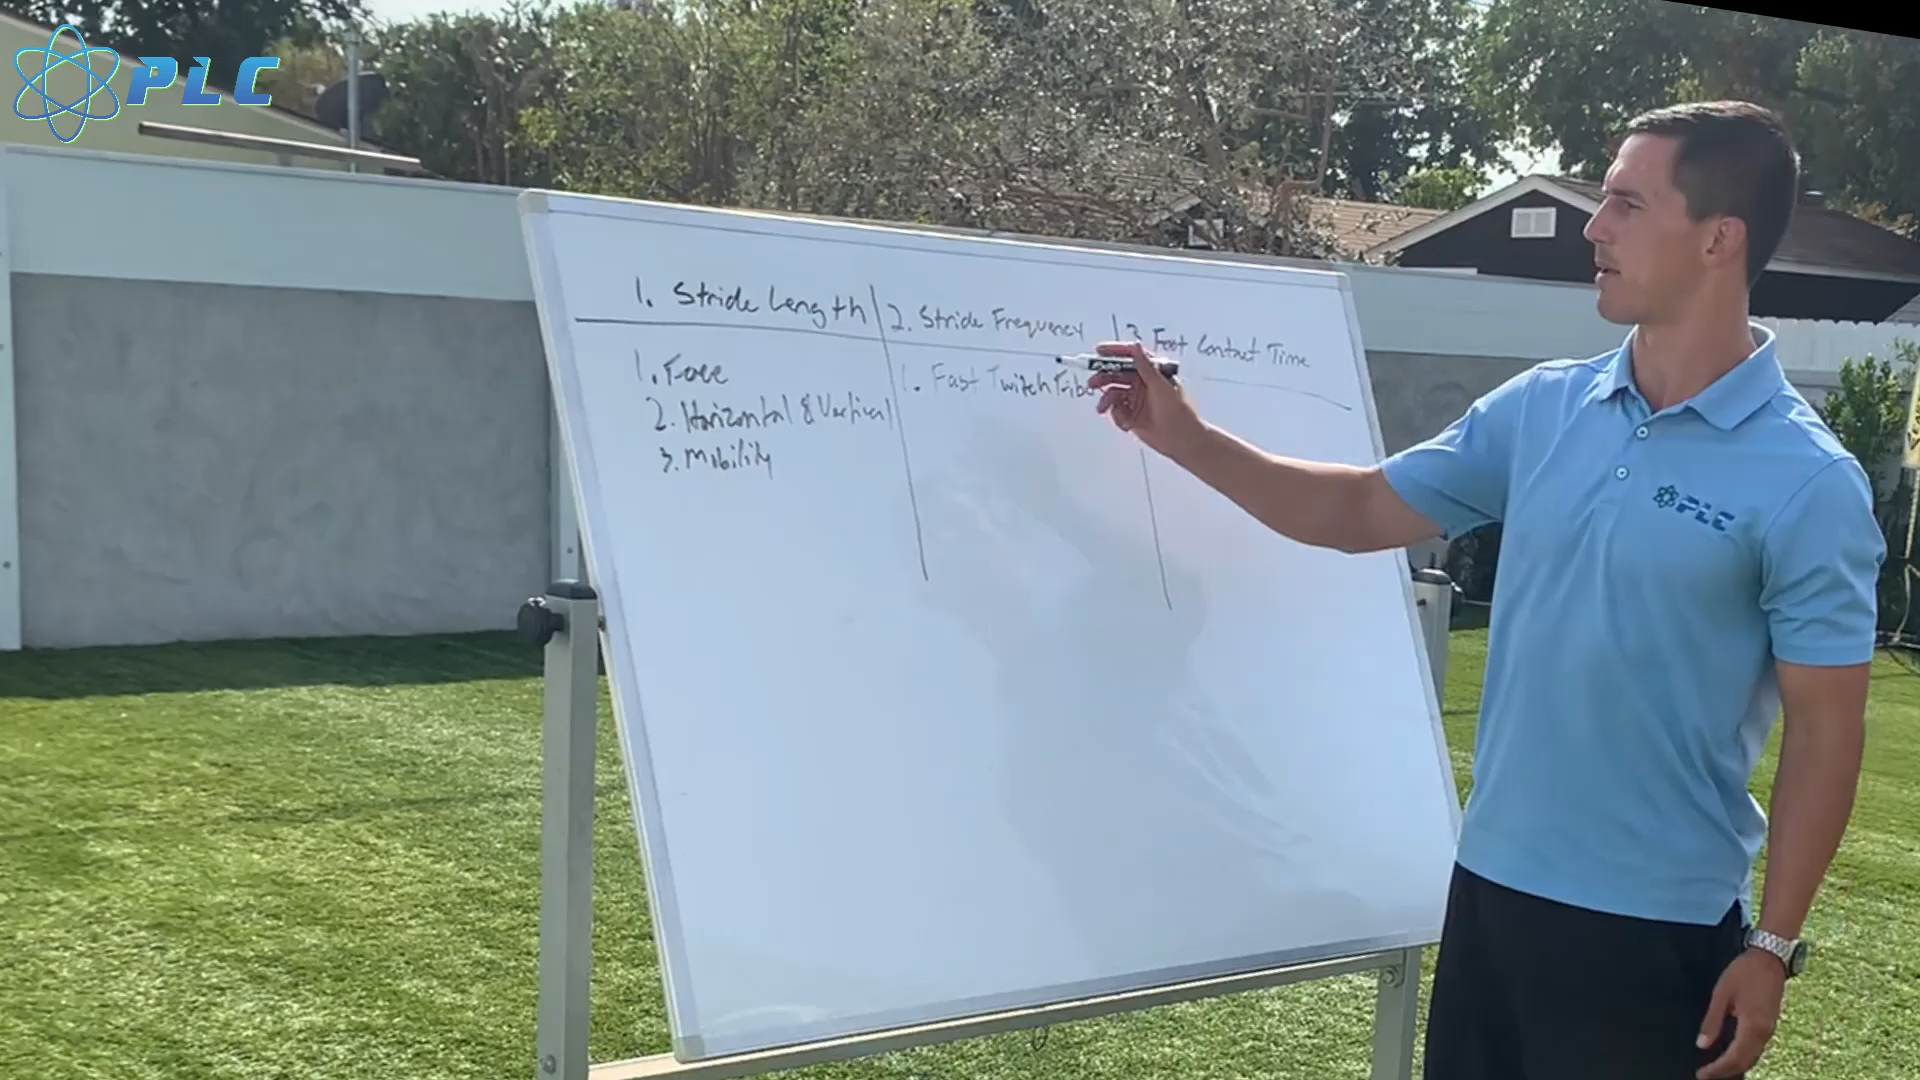 PLC
1. Stride Length
2. Stride Frequency
3. Foot Contact Time
1. Force
2. Horizontal & Vertical
3. Mobility
1. Fast Twitch
PLC